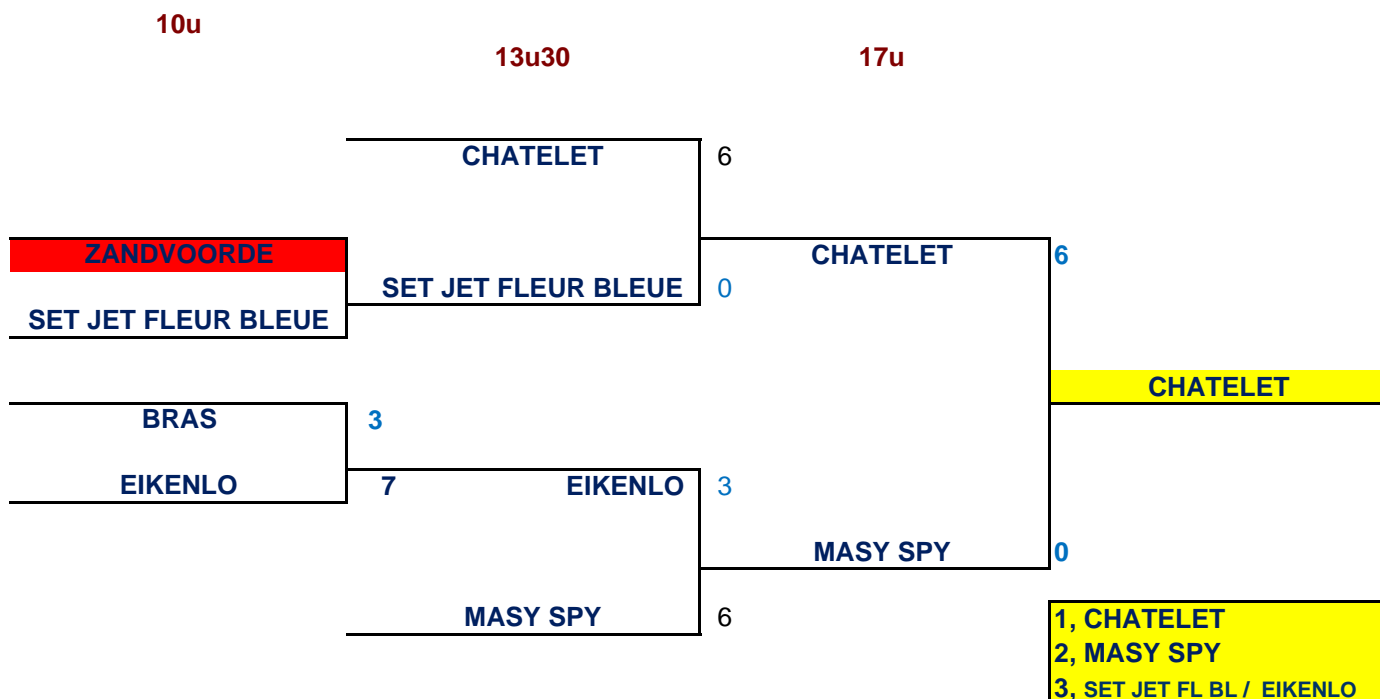 10u
13u30 17u
CHATELET 6
ZANDVOORDE CHATELET 6
SET JET FLEUR BLEUE 0
SET JET FLEUR BLEUE
CHATELET
BRAS 3
EIKENLO 7 EIKENLO 3
MASY SPY 0
MASY SPY 6
1, CHATELET
2, MASY SPY
3, SET JET FL BL / EIKENLO